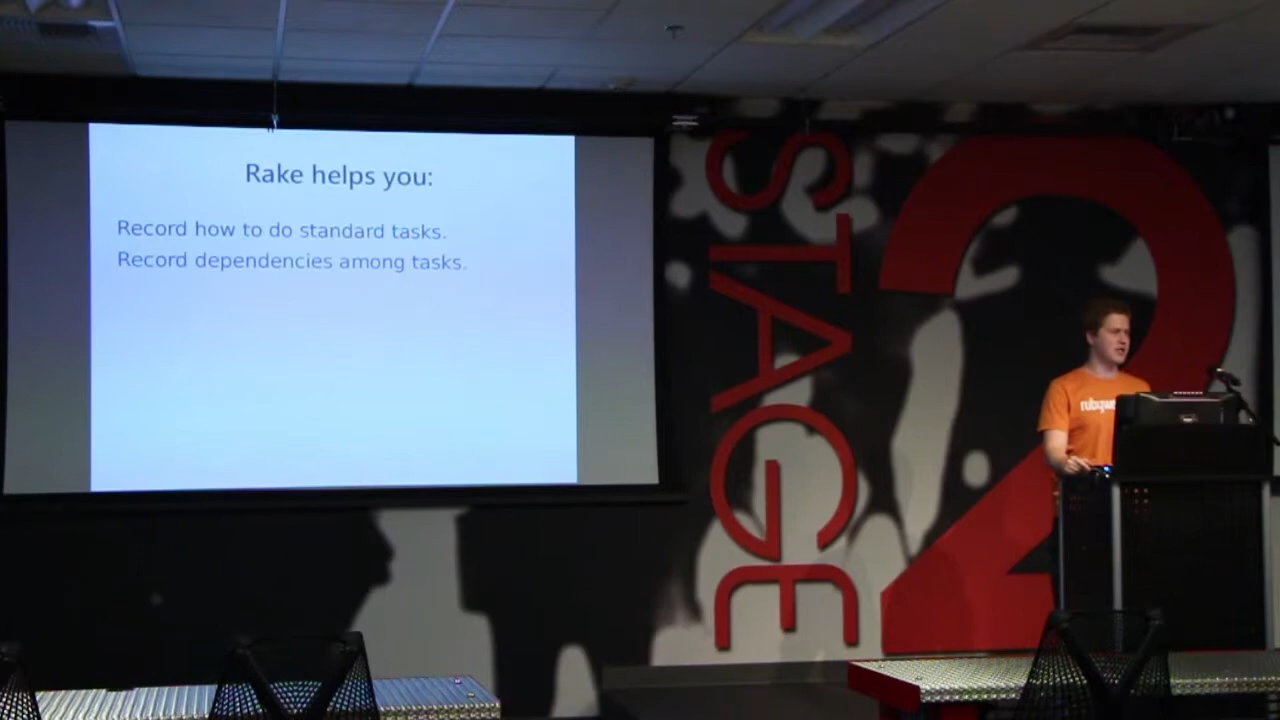 Rake helps you:
Record how to do standard tasks.
Record dependencies among tasks.
STAGE
2